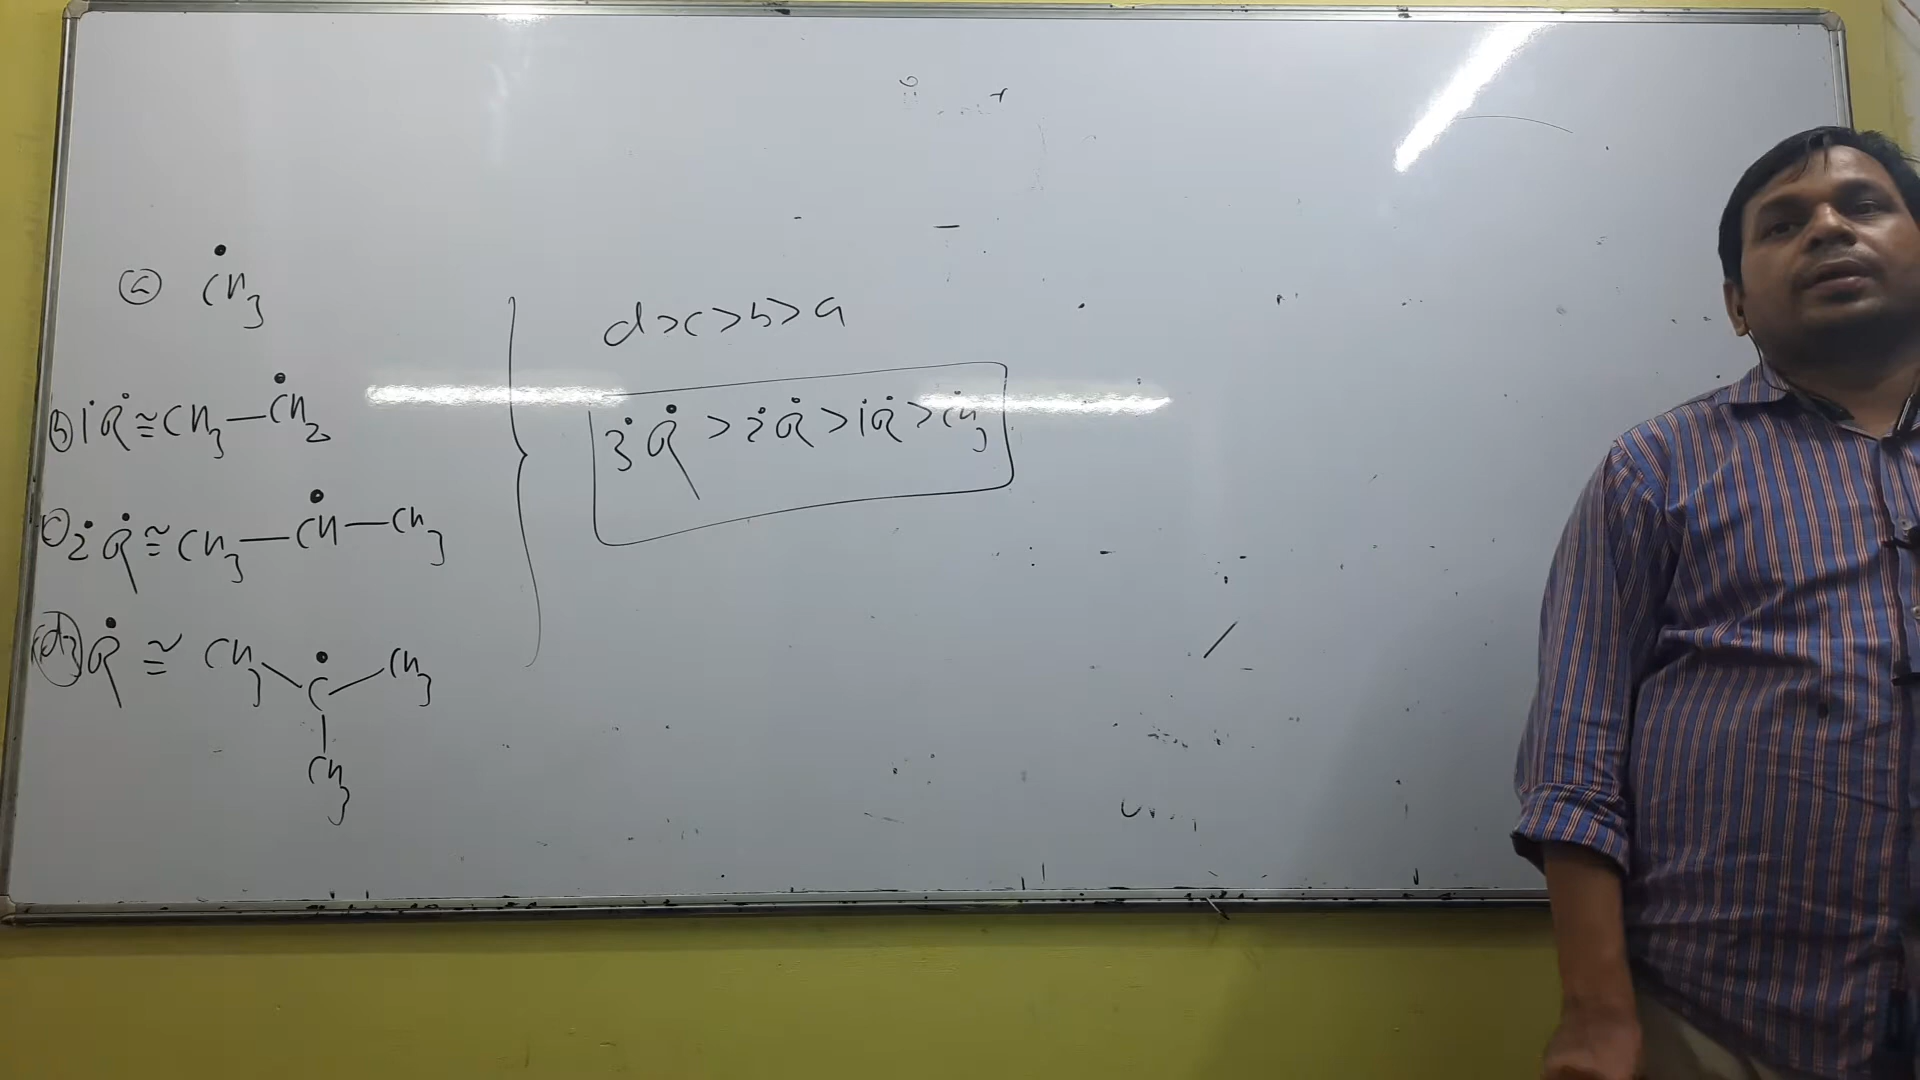 ⓐ ĊH₃
ⓑ 1° Ṙ ≅ CH₃—ĊH₂
ⓒ 2° Ṙ ≅ CH₃—ĊH—CH₃
ⓓ 3° Ṙ ≅ CH₃ Ċ CH₃
CH₃
d > c > b > a
3° Ṙ > 2° Ṙ > 1° Ṙ > ĊH₃